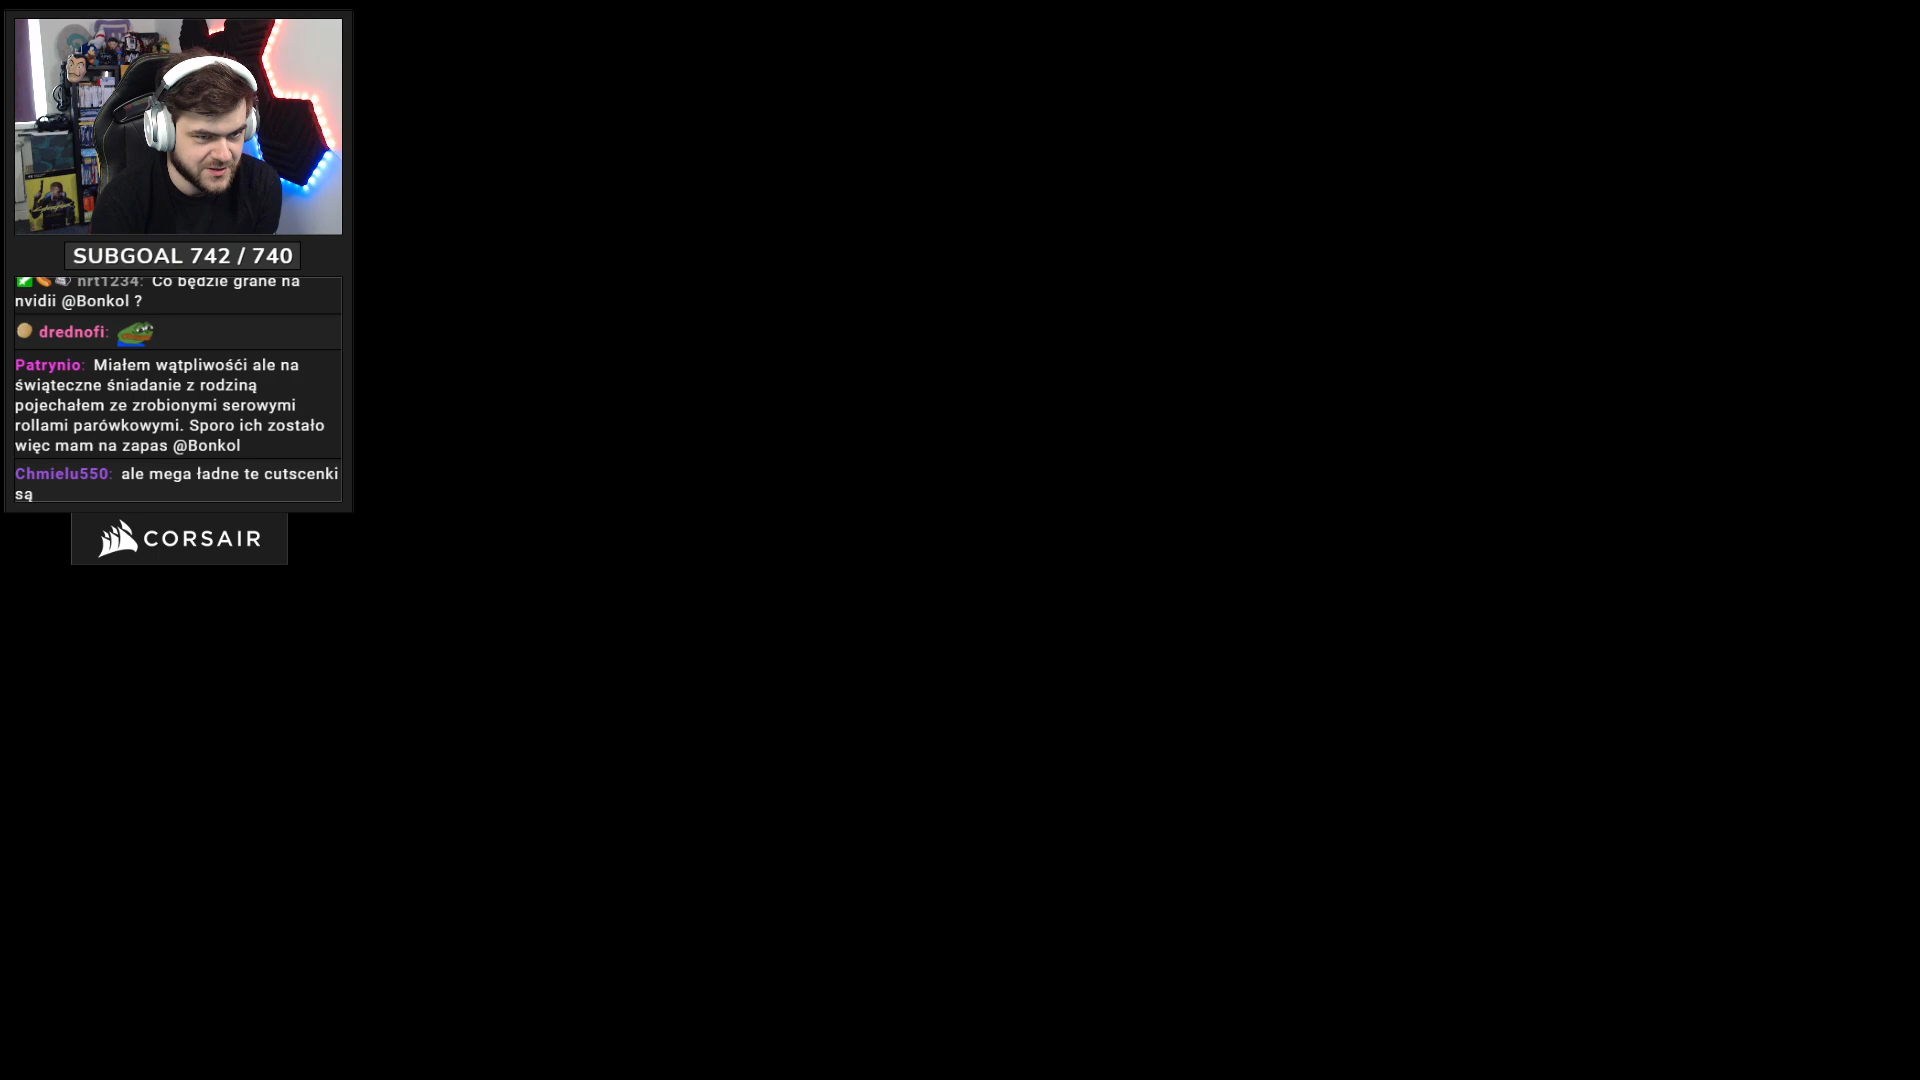 SUBGOAL 742 / 740
nrt1234: Co będzie grane na
nvidii @Bonkol ?
drednofi:
Patrynio: Miałem wątpliwośći ale na
świąteczne śniadanie z rodziną
pojechałem ze zrobionymi serowymi
rollami parówkowymi. Sporo ich zostało
więc mam na zapas @Bonkol
Chmielu550: ale mega ładne te cutscenki
są
CORSAIR